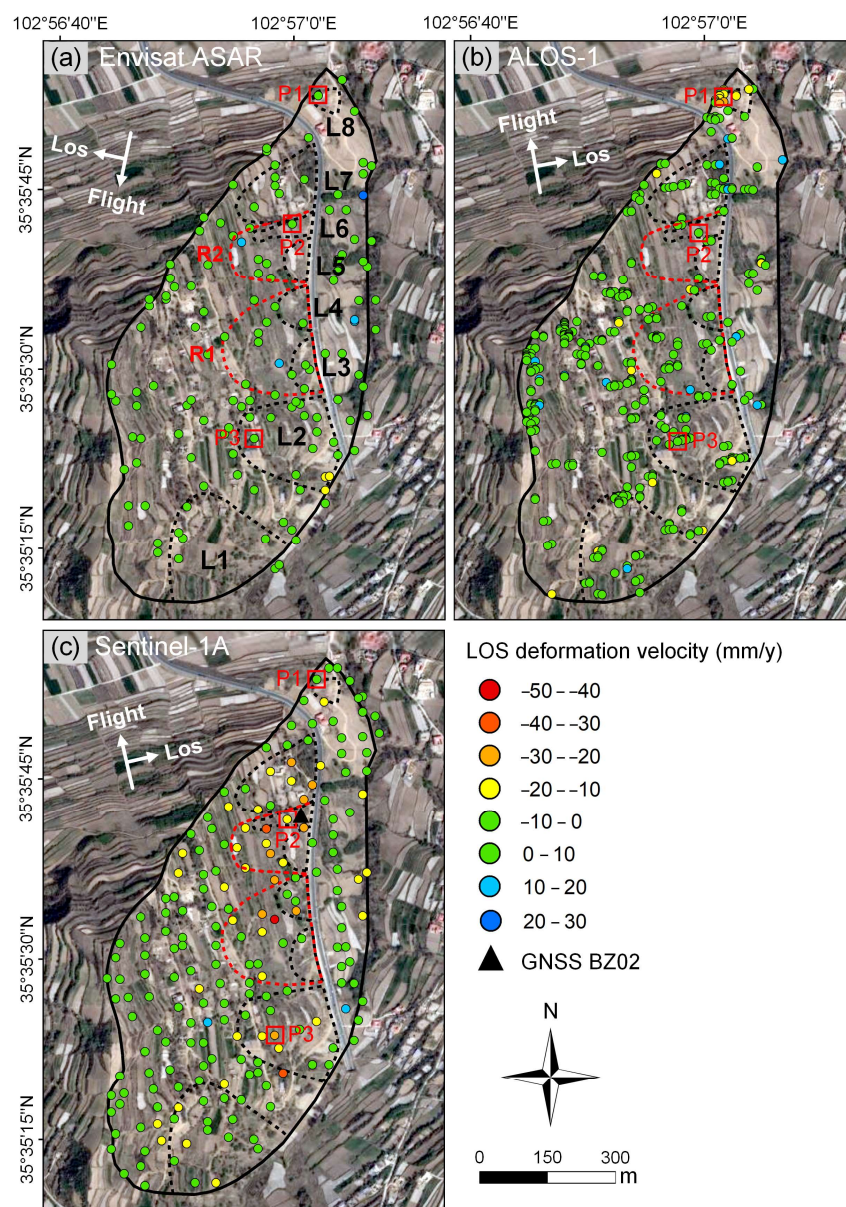 102°56'40"E 102°57'0"E 102°56'40"E 102°57'0"E
(a) Envisat ASAR
P1
L8
Los
Flight
L7
L6
P2
R2
L5
L4
R1
L3
P3
L2
L1
35°35'45"N
35°35'30"N
35°35'15"N
(b) ALOS-1
P1
Flight
Los
P2
P3
(c) Sentinel-1A
P1
Flight
Los
P2
P3
35°35'45"N
35°35'30"N
35°35'15"N
LOS deformation velocity (mm/y)
−50 – −40
−40 – −30
−30 – −20
−20 – −10
−10 – 0
0 – 10
10 – 20
20 – 30
GNSS BZ02
N
0 150 300
m